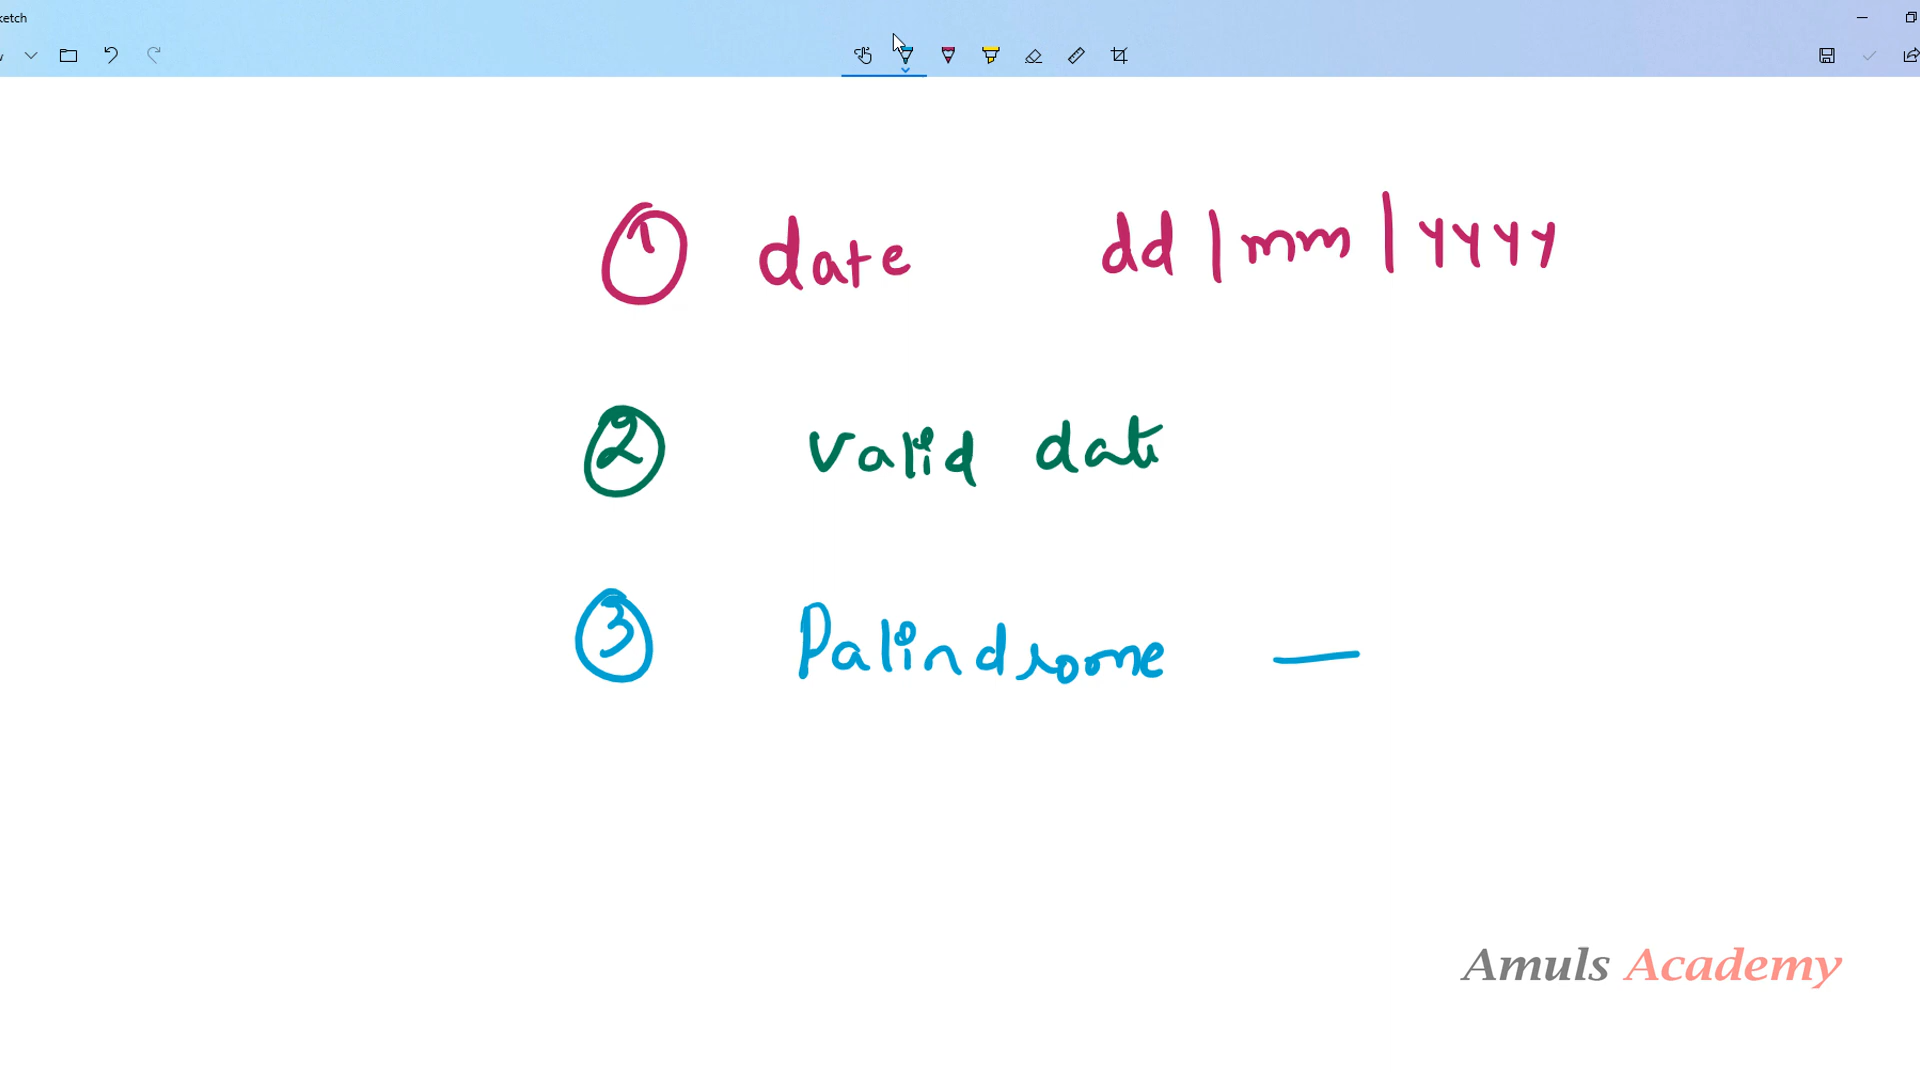 ketch
1 date dd|mm|yyyy
2 valid dat
3 Palindrome —
Amuls Academy